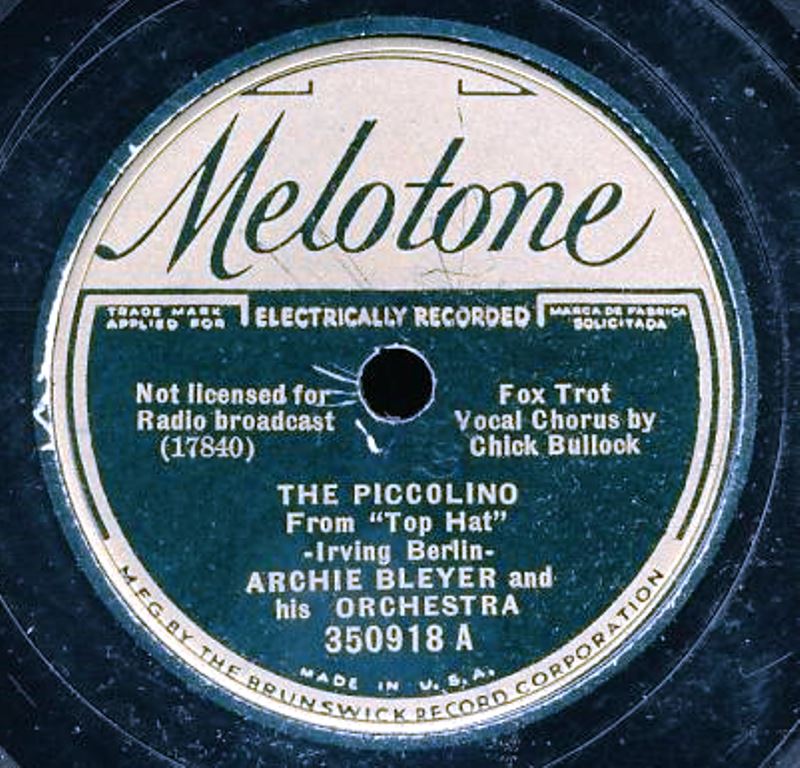 Melotone
TRADE MARK
APPLIED FOR
ELECTRICALLY RECORDED
MARCA DE FABRICA
SOLICITADA
Not licensed for
Radio broadcast
(17840)
Fox Trot
Vocal Chorus by
Chick Bullock
THE PICCOLINO
From "Top Hat"
-Irving Berlin-
ARCHIE BLEYER and
his ORCHESTRA
350918 A
MADE IN U.S.A.
MFG. BY THE BRUNSWICK RECORD CORPORATION